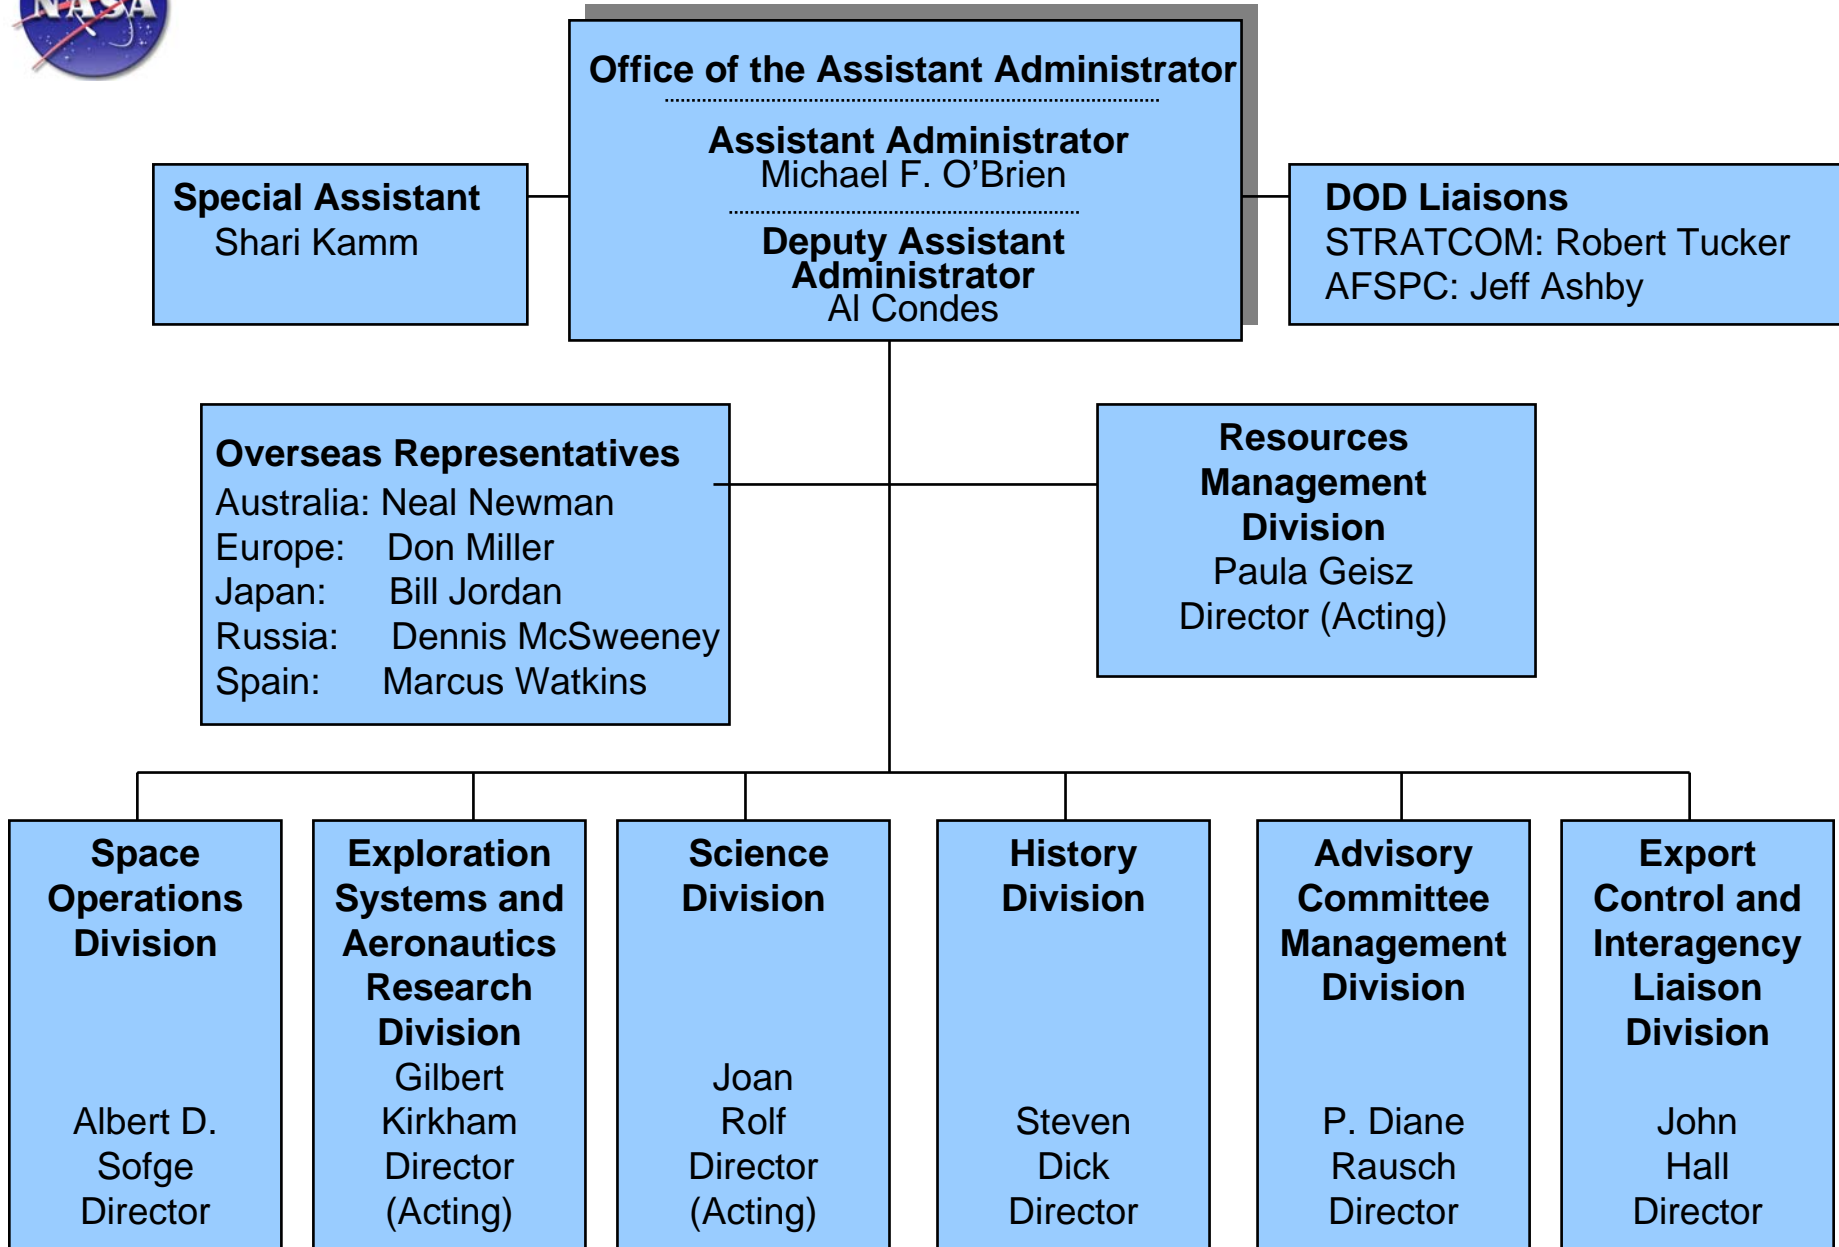 NASA
Office of the Assistant Administrator
Assistant Administrator
Michael F. O'Brien
Deputy Assistant
Administrator
Al Condes
Special Assistant
Shari Kamm
DOD Liaisons
STRATCOM: Robert Tucker
AFSPC: Jeff Ashby
Overseas Representatives
Australia: Neal Newman
Europe: Don Miller
Japan: Bill Jordan
Russia: Dennis McSweeney
Spain: Marcus Watkins
Resources
Management
Division
Paula Geisz
Director (Acting)
Space
Operations
Division
Albert D.
Sofge
Director
Exploration
Systems and
Aeronautics
Research
Division
Gilbert
Kirkham
Director
(Acting)
Science
Division
Joan
Rolf
Director
(Acting)
History
Division
Steven
Dick
Director
Advisory
Committee
Management
Division
P. Diane
Rausch
Director
Export
Control and
Interagency
Liaison
Division
John
Hall
Director